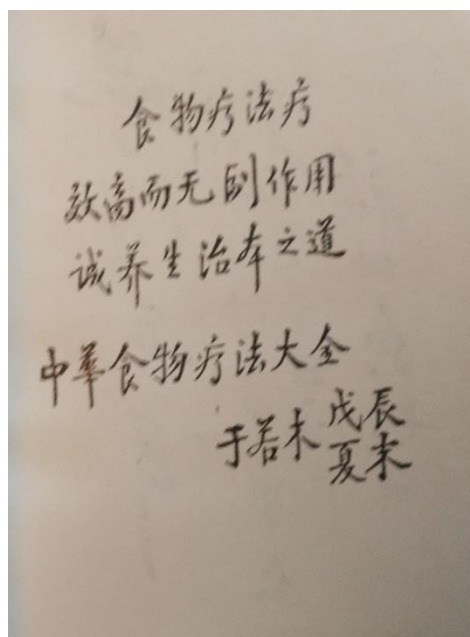 食物疗法疗
效高而无副作用
诚养生治本之道
中華食物疗法大全
于若木 戊辰
夏末